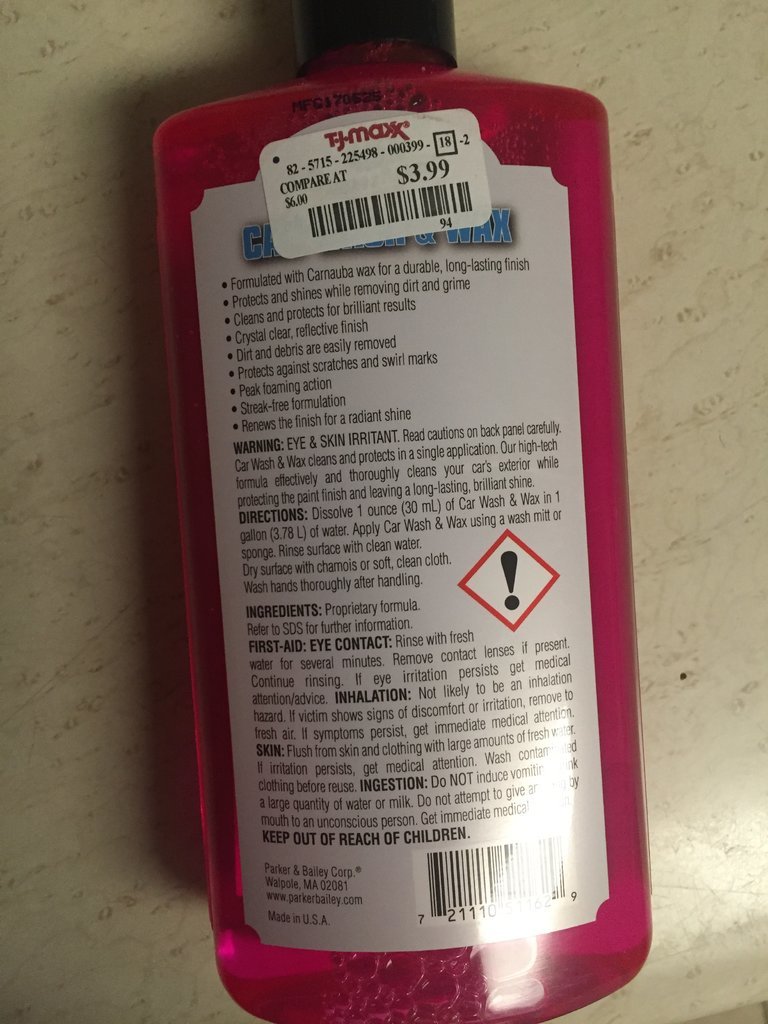 MFG170625
T·J·maxx
82 - 5715 - 225498 - 000399 - 18 -2
COMPARE AT $3.99
$6.00
94
& WAX
• Formulated with Carnauba wax for a durable, long-lasting finish
• Protects and shines while removing dirt and grime
• Cleans and protects for brilliant results
• Crystal clear, reflective finish
• Dirt and debris are easily removed
• Protects against scratches and swirl marks
• Peak foaming action
• Streak-free formulation
• Renews the finish for a radiant shine
WARNING: EYE & SKIN IRRITANT. Read cautions on back panel carefully.
Car Wash & Wax cleans and protects in a single application. Our high-tech
formula effectively and thoroughly cleans your car's exterior while
protecting the paint finish and leaving a long-lasting, brilliant shine.
DIRECTIONS: Dissolve 1 ounce (30 mL) of Car Wash & Wax in 1
gallon (3.78 L) of water. Apply Car Wash & Wax using a wash mitt or
sponge. Rinse surface with clean water.
Dry surface with chamois or soft, clean cloth.
Wash hands thoroughly after handling.
INGREDIENTS: Proprietary formula.
Refer to SDS for further information.
FIRST-AID: EYE CONTACT: Rinse with fresh
water for several minutes. Remove contact lenses if present.
Continue rinsing. If eye irritation persists get medical
attention/advice. INHALATION: Not likely to be an inhalation
hazard. If victim shows signs of discomfort or irritation, remove to
fresh air. If symptoms persist, get immediate medical attention.
SKIN: Flush from skin and clothing with large amounts of fresh water.
If irritation persists, get medical attention. Wash
clothing before reuse. INGESTION: Do NOT induce
a large quantity of water or milk. Do not attempt to give by
mouth to an unconscious person. Get immediate medical
KEEP OUT OF REACH OF CHILDREN.
Parker & Bailey Corp.®
Walpole, MA 02081
www.parkerbailey.com
Made in U.S.A.
7 21110 51162 9